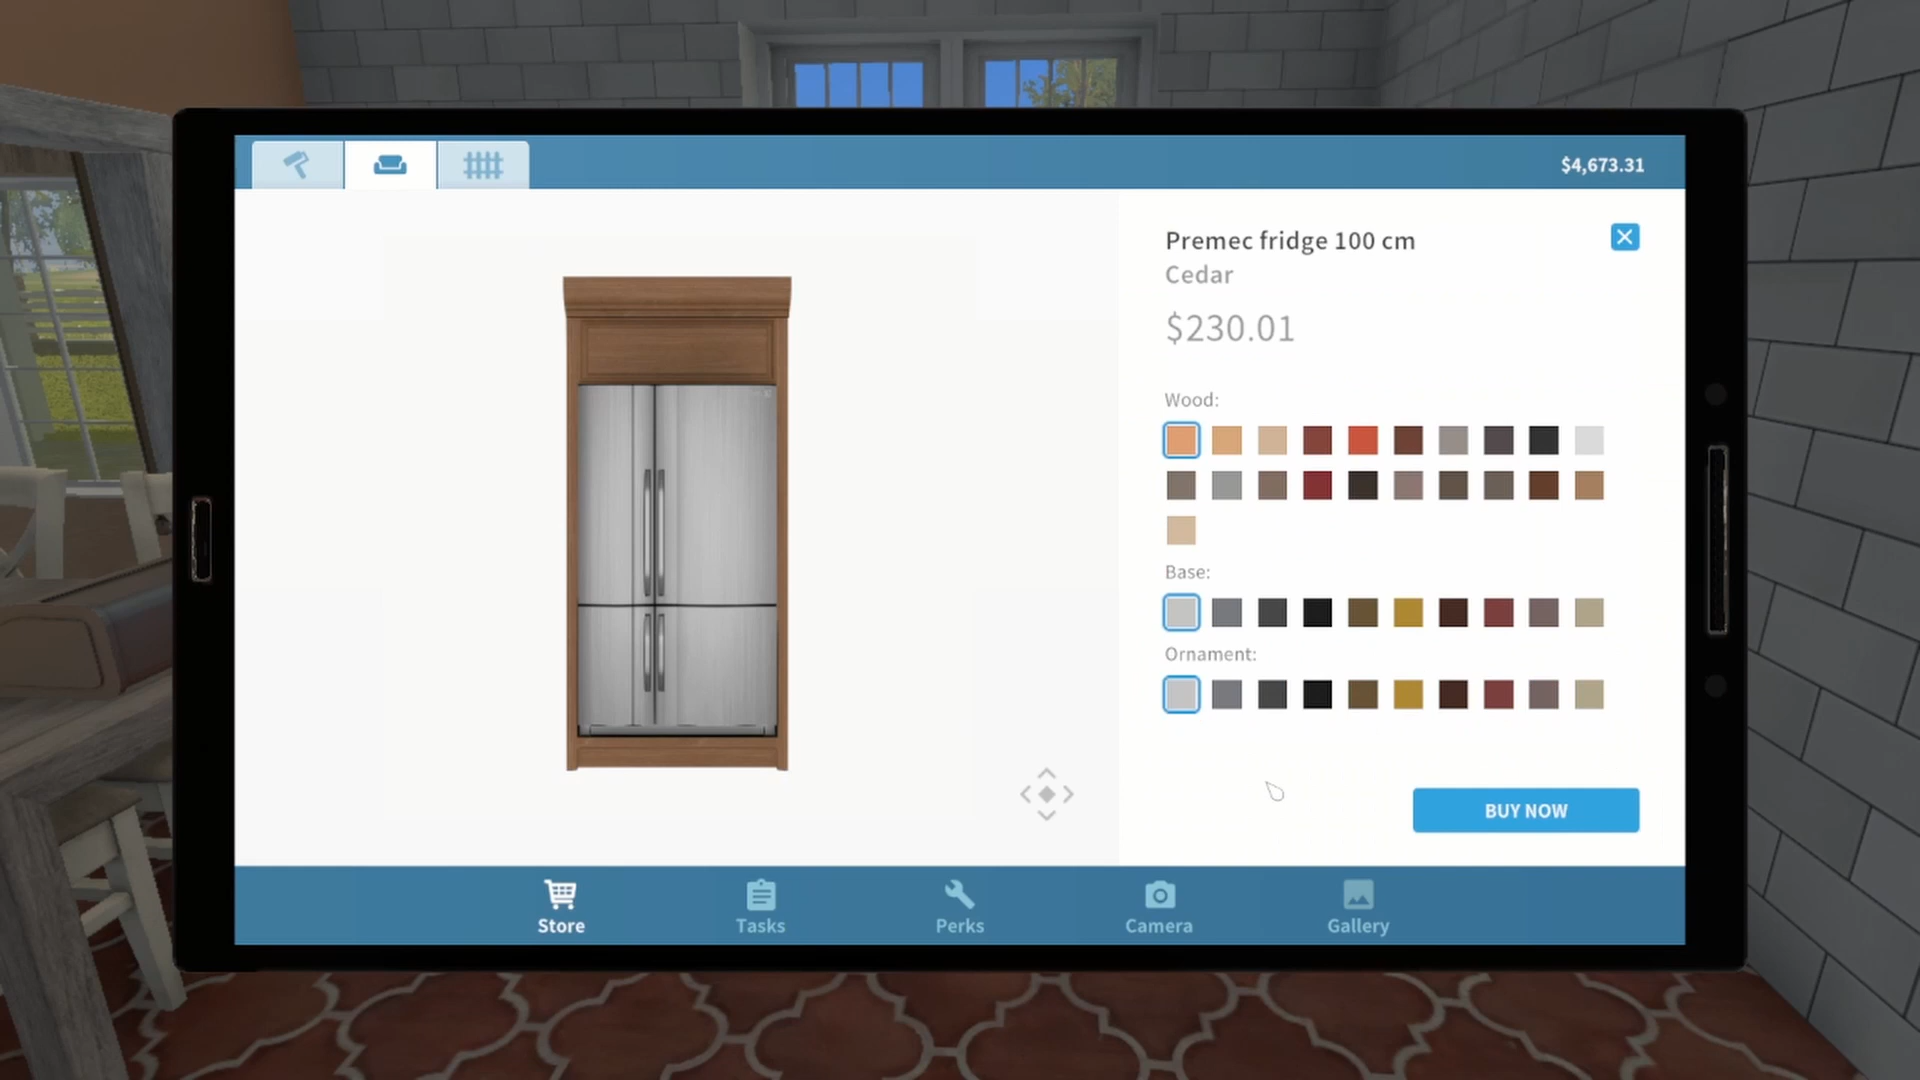 $4,673.31
Premec fridge 100 cm
Cedar
$230.01
Wood:
Base:
Ornament:
BUY NOW
Store
Tasks
Perks
Camera
Gallery